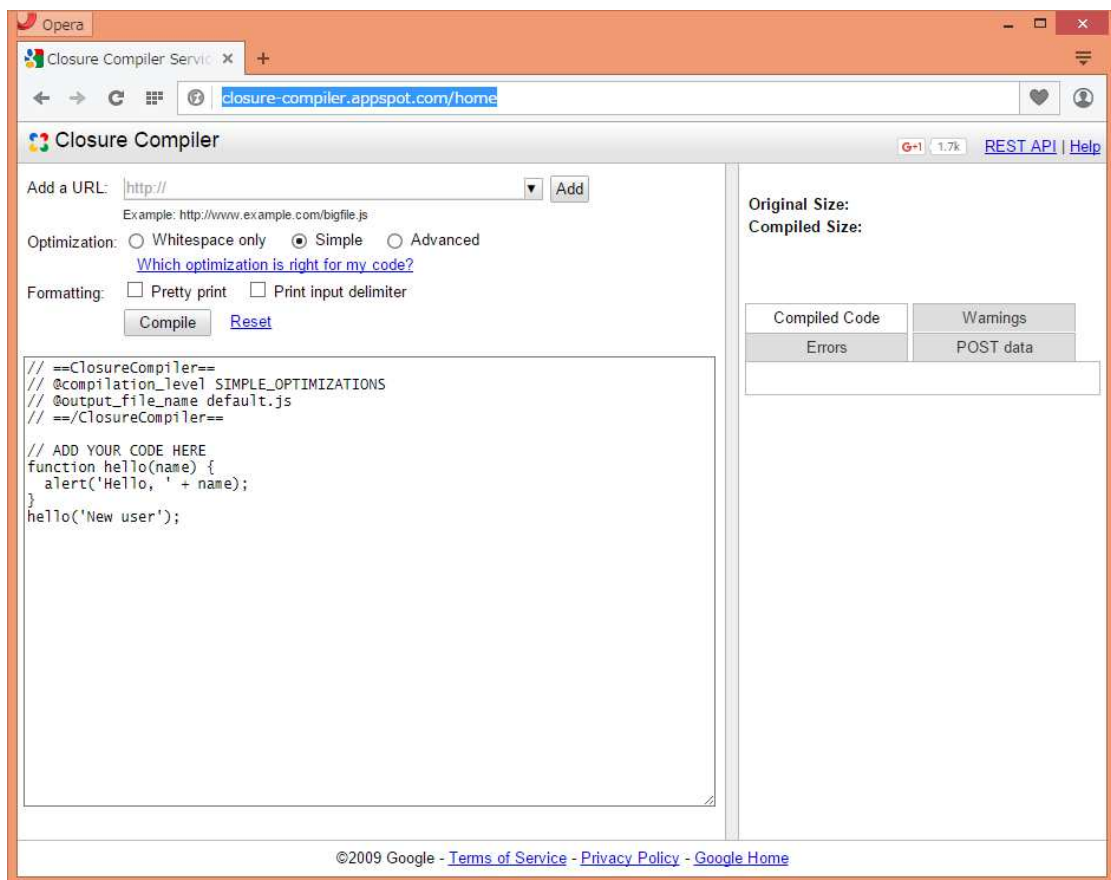 Opera
Closure Compiler Servic
closure-compiler.appspot.com/home
Closure Compiler
G+1 1.7k REST API | Help
Add a URL: http:// Add
Example: http://www.example.com/bigfile.js
Optimization: Whitespace only Simple Advanced
Which optimization is right for my code?
Formatting: Pretty print Print input delimiter
Compile Reset
// ==ClosureCompiler==
// @compilation_level SIMPLE_OPTIMIZATIONS
// @output_file_name default.js
// ==/ClosureCompiler==
// ADD YOUR CODE HERE
function hello(name) {
  alert('Hello, ' + name);
}
hello('New user');
Original Size:
Compiled Size:
Compiled Code Warnings
Errors POST data
©2009 Google - Terms of Service - Privacy Policy - Google Home